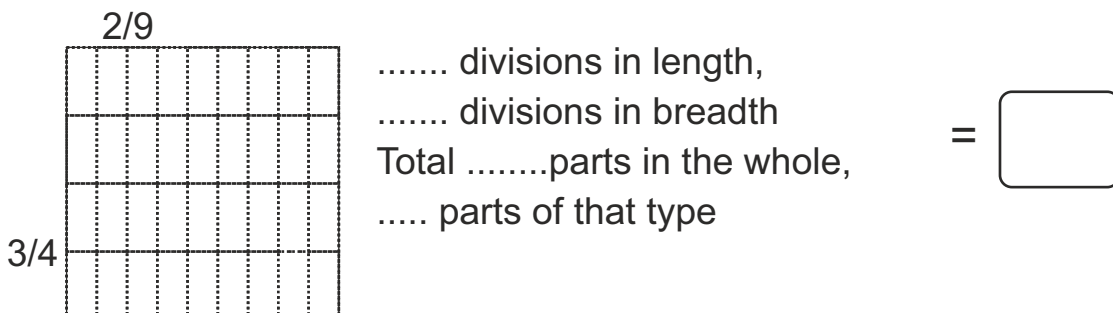 2/9
....... divisions in length,
....... divisions in breadth
Total ........parts in the whole,
..... parts of that type
=
3/4